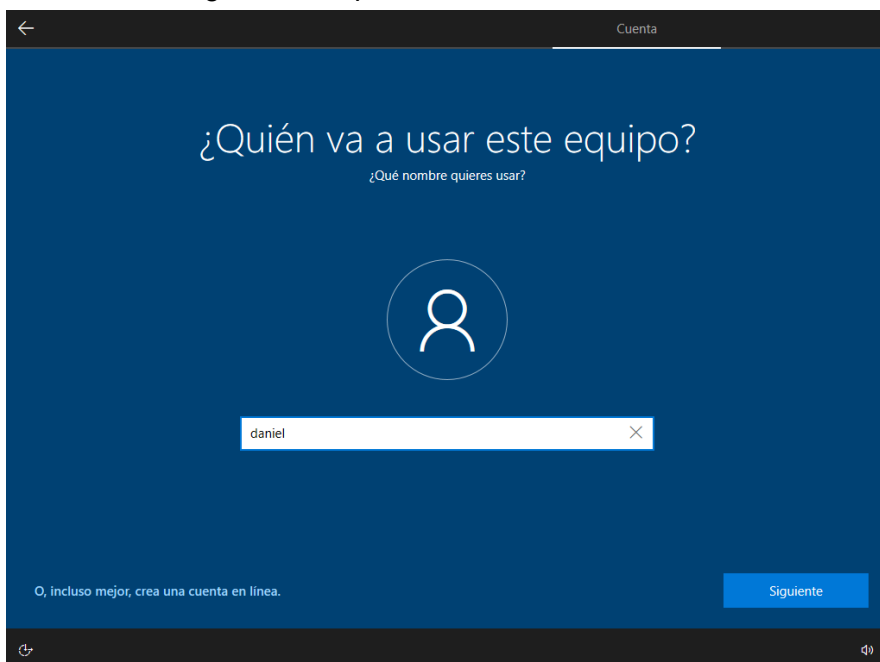 Cuenta
¿Quién va a usar este equipo?
¿Qué nombre quieres usar?
daniel
O, incluso mejor, crea una cuenta en línea.
Siguiente